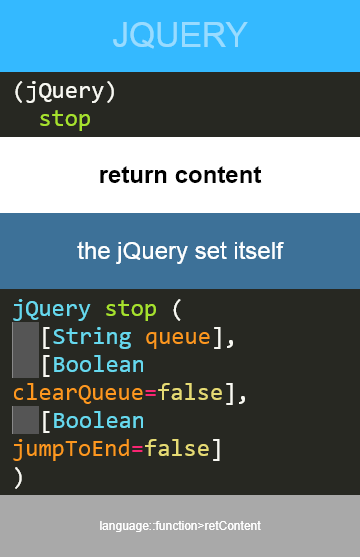 JQUERY
(jQuery)
stop
return content
the jQuery set itself
jQuery stop (
[String queue],
[Boolean
clearQueue=false],
[Boolean
jumpToEnd=false]
)
language::function>retContent